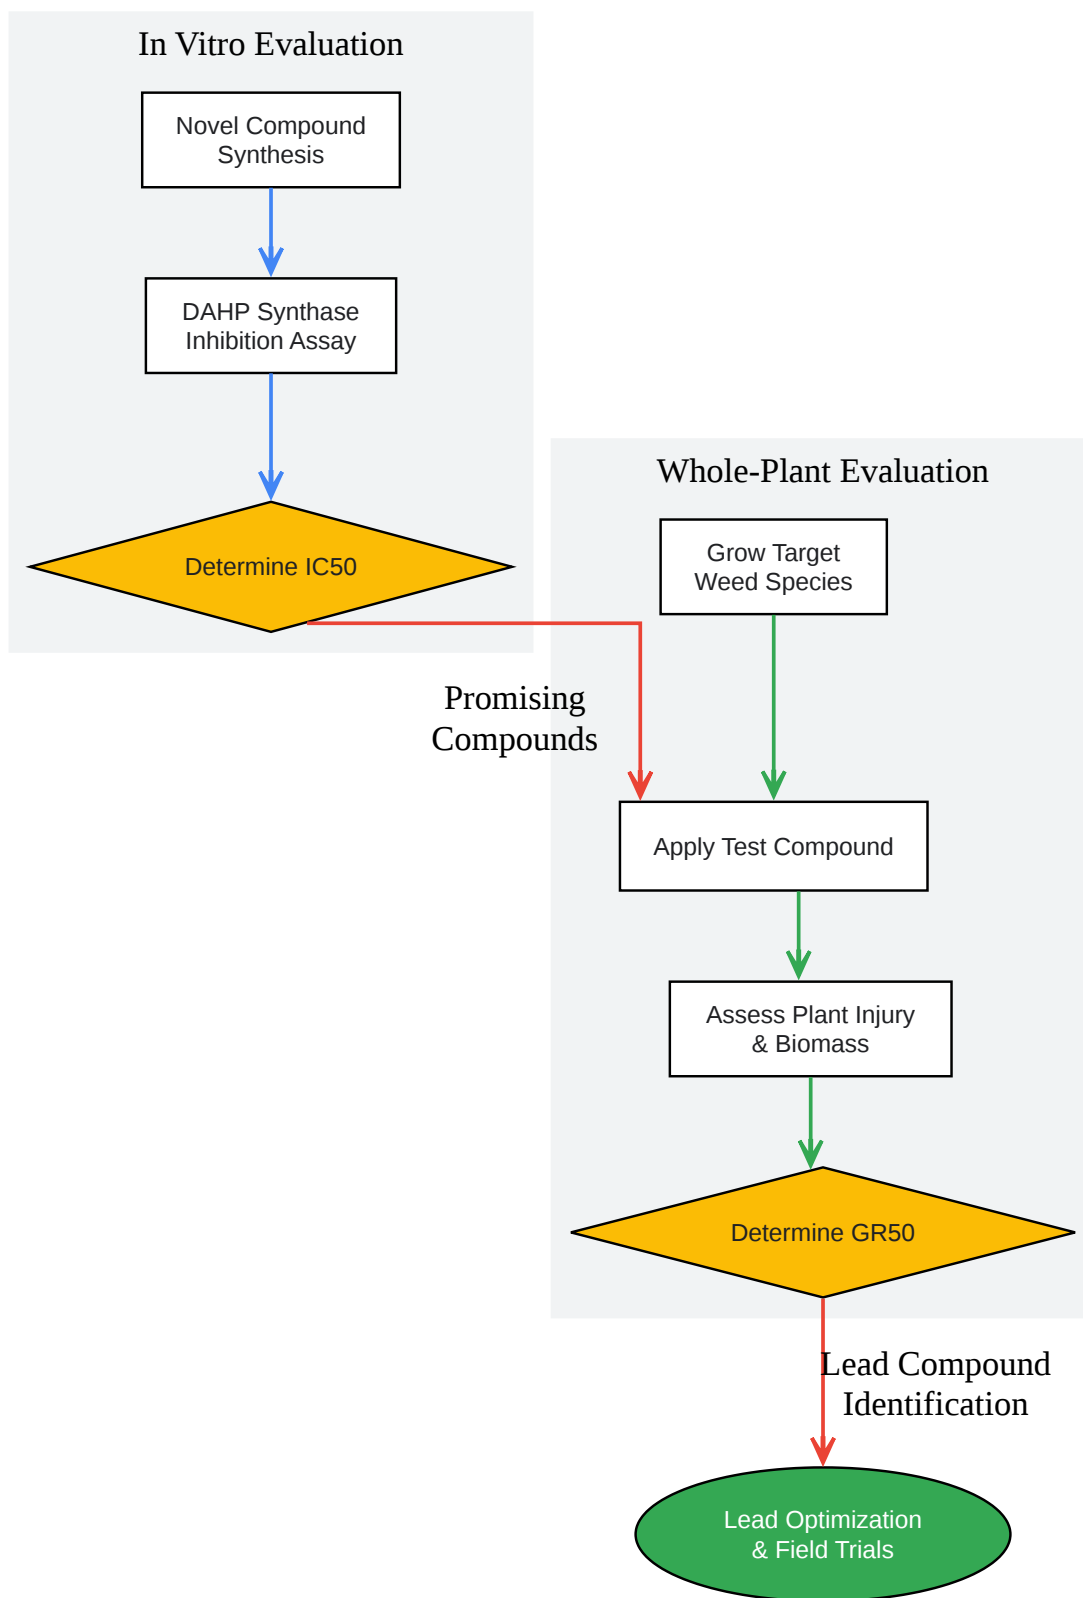 In Vitro Evaluation
Novel Compound
Synthesis
DAHP Synthase
Inhibition Assay
Determine IC50
Whole-Plant Evaluation
Grow Target
Weed Species
Promising
Compounds
Apply Test Compound
Assess Plant Injury
& Biomass
Determine GR50
Lead Compound
Identification
Lead Optimization
& Field Trials